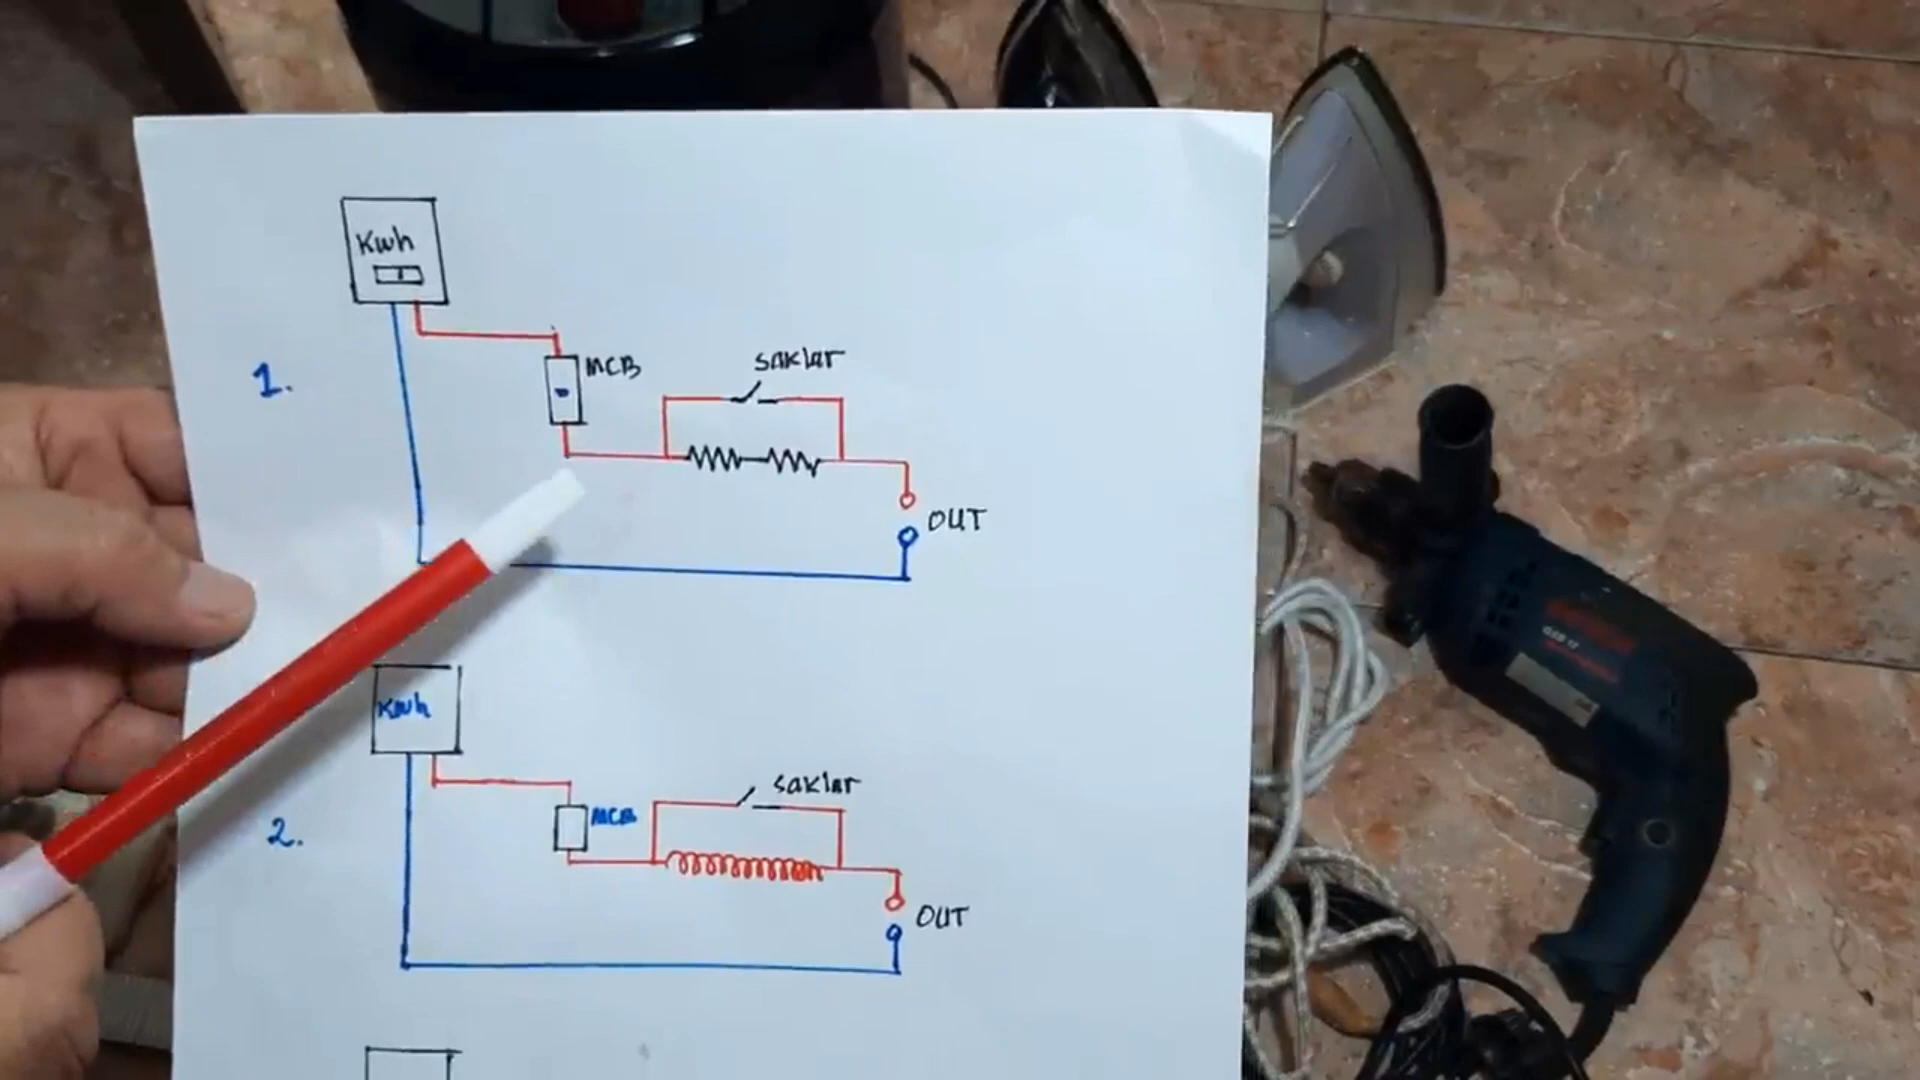 Kwh
1.
MCB
saklar
OUT
Kwh
2.
MCB
saklar
OUT